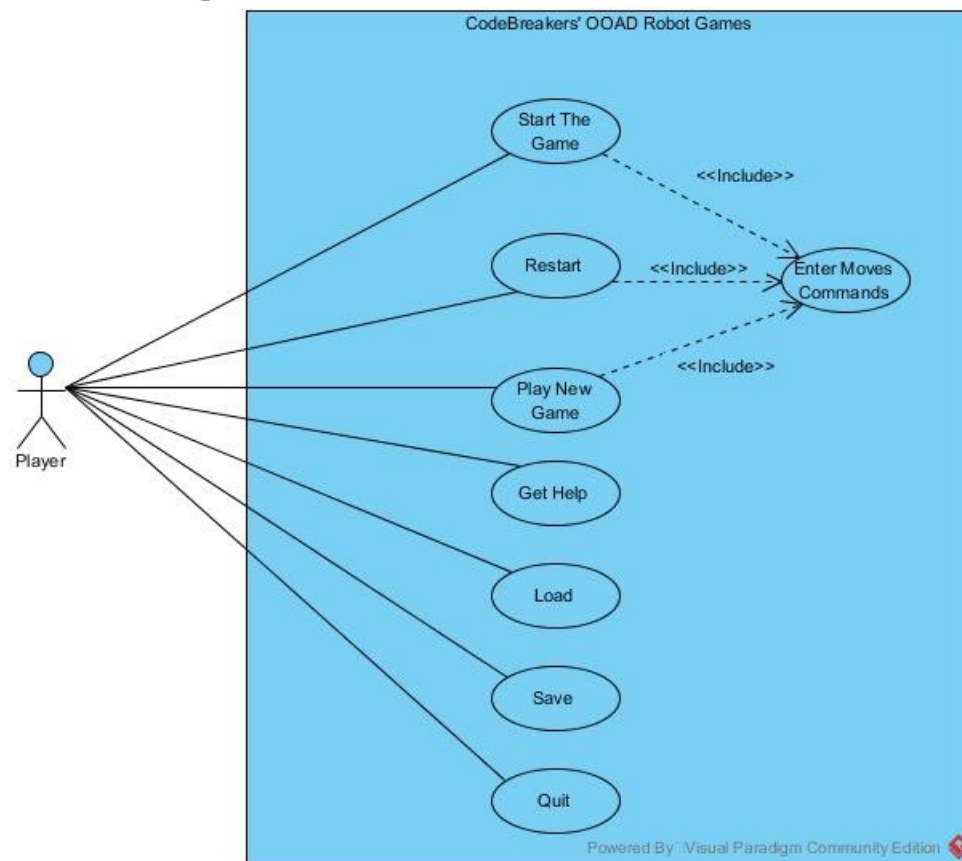 CodeBreakers' OOAD Robot Games
Start The
Game
<<Include>>
Restart
<<Include>>
Enter Moves
Commands
<<Include>>
Play New
Game
Player
Get Help
Load
Save
Quit
Powered By Visual Paradigm Community Edition